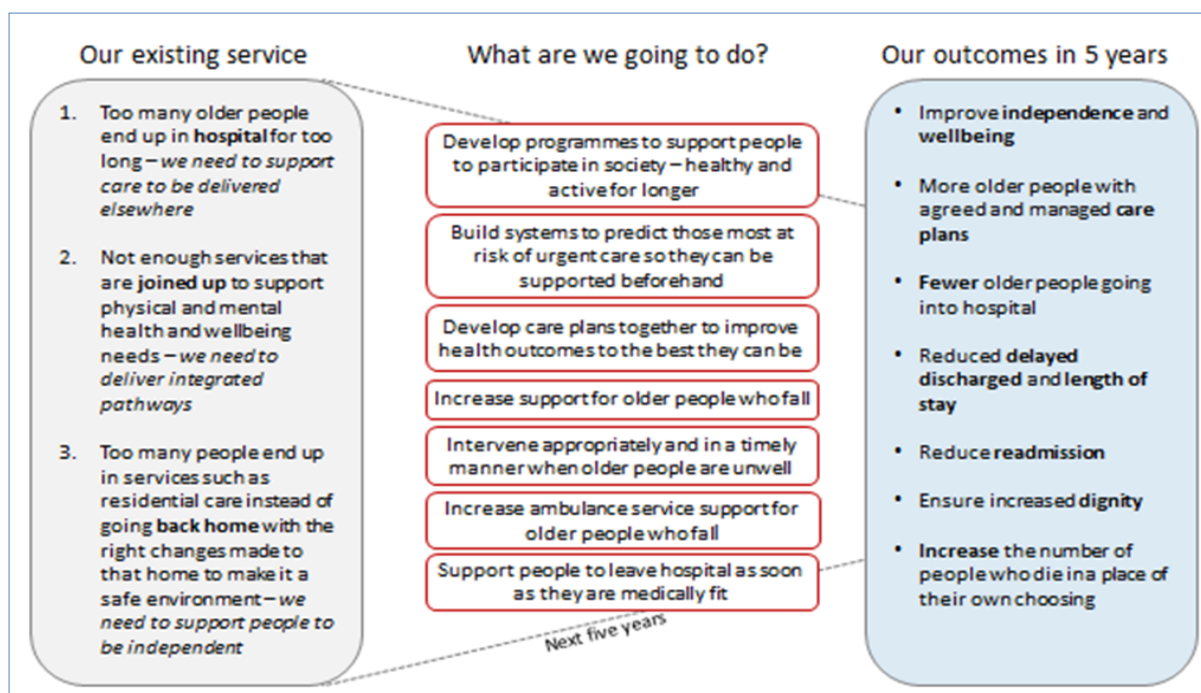 Our existing service
1. Too many older people
end up in hospital for too
long – we need to support
care to be delivered
elsewhere
2. Not enough services that
are joined up to support
physical and mental
health and wellbeing
needs – we need to
deliver integrated
pathways
3. Too many people end up
in services such as
residential care instead of
going back home with the
right changes made to
that home to make it a
safe environment – we
need to support people to
be independent
What are we going to do?
Develop programmes to support people
to participate in society – healthy and
active for longer
Build systems to predict those most at
risk of urgent care so they can be
supported beforehand
Develop care plans together to improve
health outcomes to the best they can be
Increase support for older people who fall
Intervene appropriately and in a timely
manner when older people are unwell
Increase ambulance service support for
older people who fall
Support people to leave hospital as soon
as they are medically fit
Next five years
Our outcomes in 5 years
• Improve independence and
wellbeing
• More older people with
agreed and managed care
plans
• Fewer older people going
into hospital
• Reduced delayed
discharged and length of
stay
• Reduce readmission
• Ensure increased dignity
• Increase the number of
people who die in a place of
their own choosing